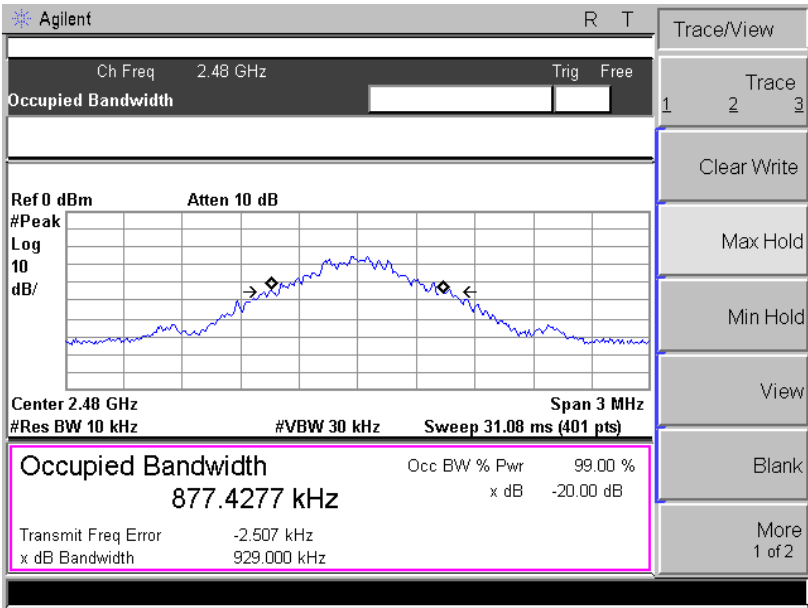 Agilent R T
Ch Freq 2.48 GHz Trig Free
Occupied Bandwidth
Ref 0 dBm Atten 10 dB
#Peak
Log
10
dB/
Center 2.48 GHz Span 3 MHz
#Res BW 10 kHz #VBW 30 kHz Sweep 31.08 ms (401 pts)
Occupied Bandwidth
877.4277 kHz
Occ BW % Pwr 99.00 %
x dB -20.00 dB
Transmit Freq Error -2.507 kHz
x dB Bandwidth 929.000 kHz
Trace/View
Trace
1 2 3
Clear Write
Max Hold
Min Hold
View
Blank
More
1 of 2